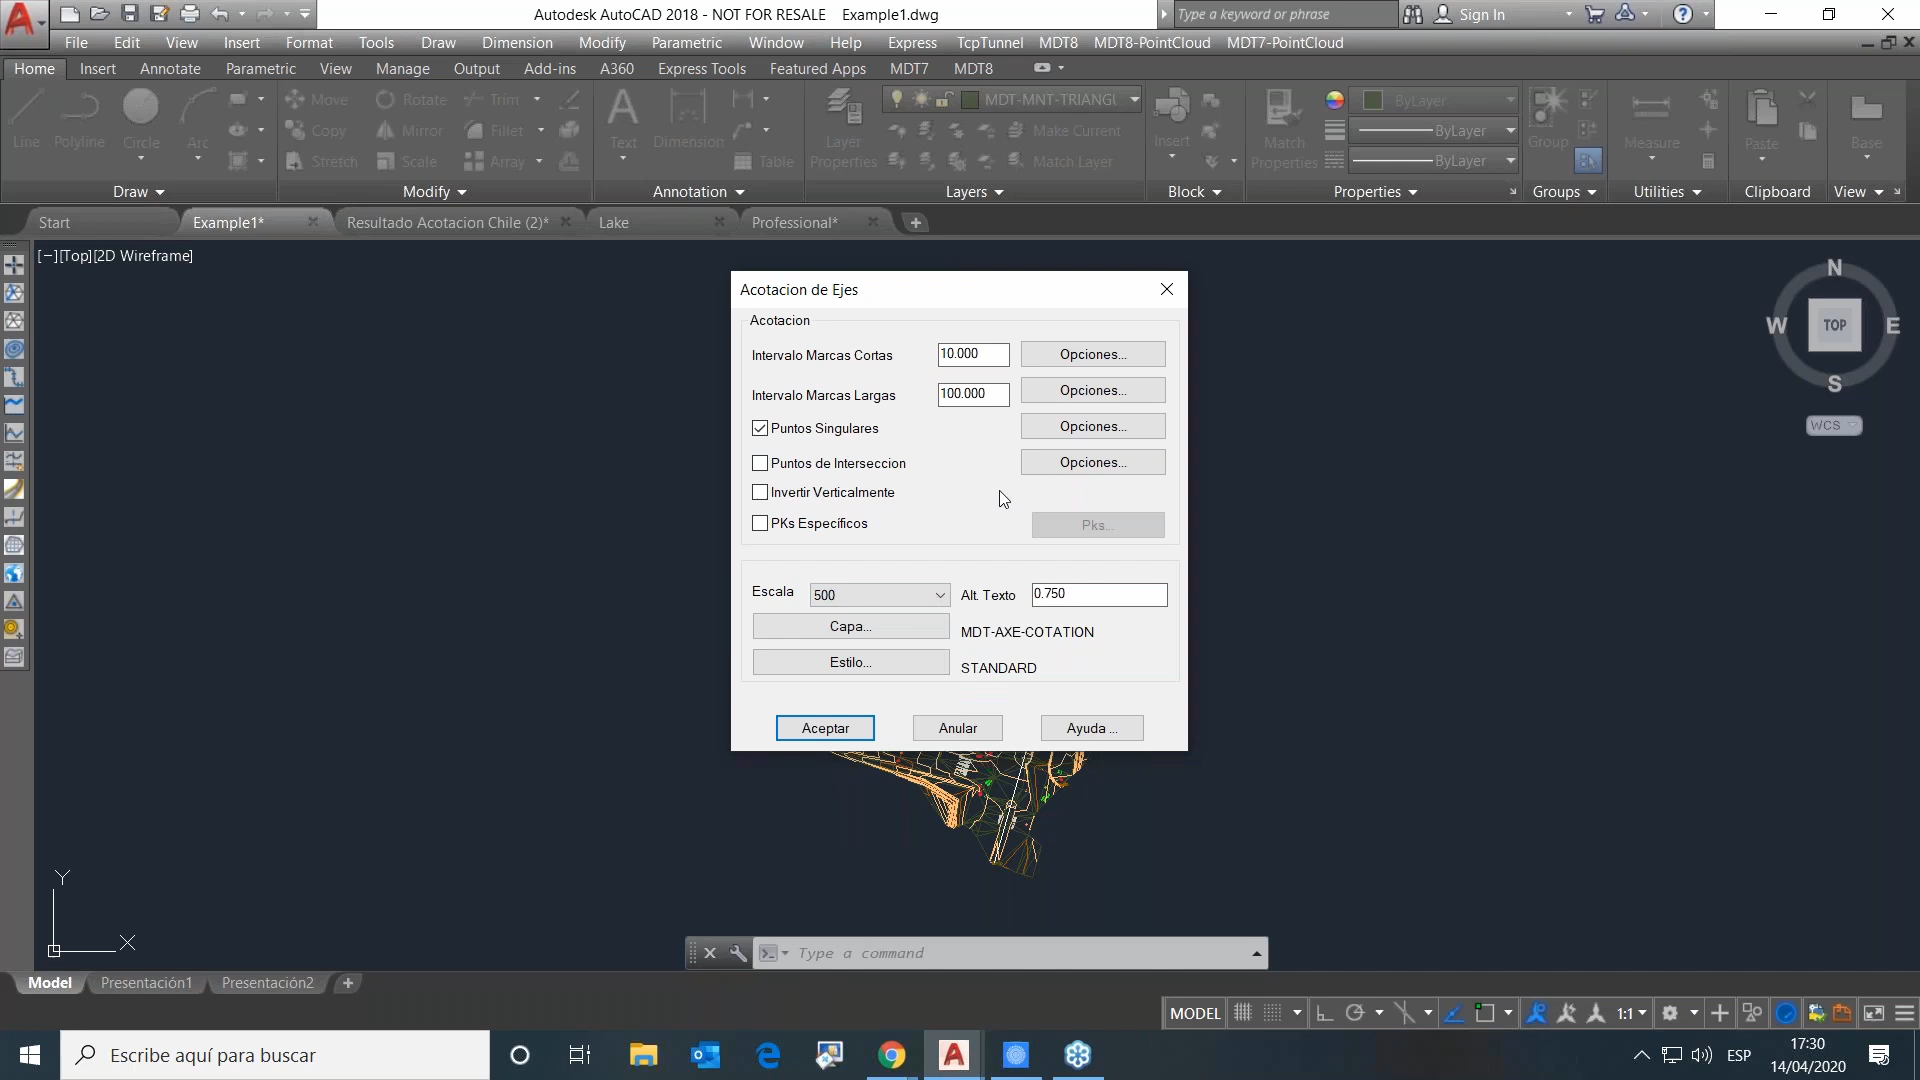 Autodesk AutoCAD 2018 - NOT FOR RESALE    Example1.dwg
Type a keyword or phrase
Sign In
File Edit View Insert Format Tools Draw Dimension Modify Parametric Window Help Express TcpTunnel MDT8 MDT8-PointCloud MDT7-PointCloud
Home Insert Annotate Parametric View Manage Output Add-ins A360 Express Tools Featured Apps MDT7 MDT8
Line Polyline Circle Arc
Move Rotate Trim
Copy Mirror Fillet
Stretch Scale Array
Text Dimension Table
Layer Properties
MDT-MNT-TRIANGU
Make Current
Match Layer
Insert
Match Properties
ByLayer
ByLayer
ByLayer
Group
Measure
Paste
Base
Draw Modify Annotation Layers Block Properties Groups Utilities Clipboard View
Start Example1* Resultado Acotacion Chile (2)* Lake Professional*
[−][Top][2D Wireframe]
N
W TOP E
S
WCS
Acotacion de Ejes
Acotacion
Intervalo Marcas Cortas 10.000 Opciones...
Intervalo Marcas Largas 100.000 Opciones...
Puntos Singulares Opciones...
Puntos de Interseccion Opciones...
Invertir Verticalmente
PKs Específicos Pks...
Escala 500 Alt. Texto 0.750
Capa... MDT-AXE-COTATION
Estilo... STANDARD
Aceptar Anular Ayuda ...
Y
X
Type a command
Model Presentación1 Presentación2
MODEL 1:1
Escribe aquí para buscar
ESP
17:30
14/04/2020